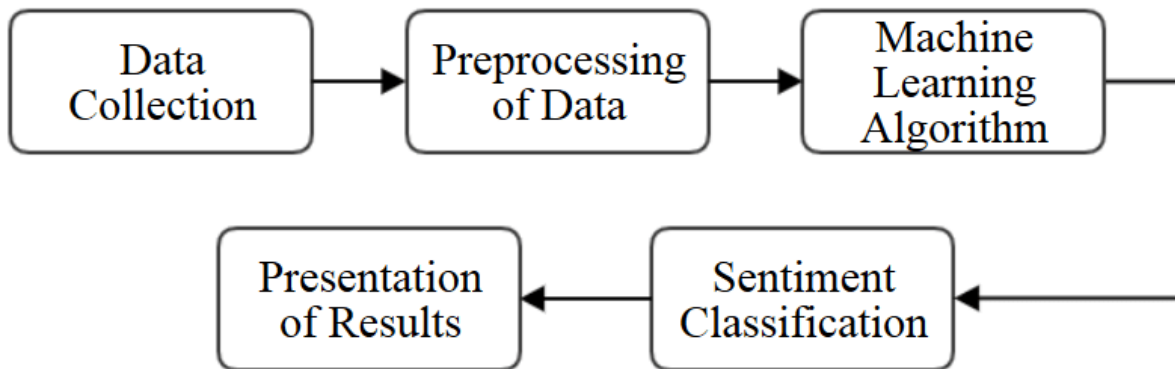 Data
Collection
Preprocessing
of Data
Machine
Learning
Algorithm
Sentiment
Classification
Presentation
of Results